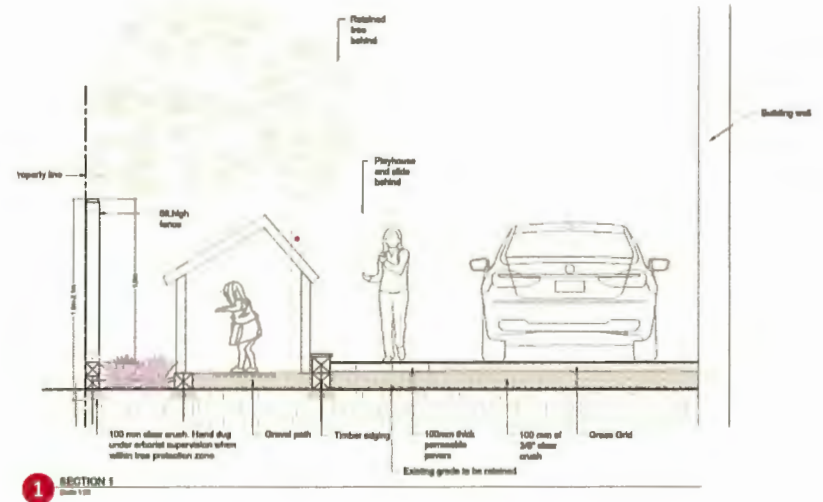 Retained
tree
behind
Building wall
Playhouse
and slide
behind
roperty line
6ft.high
fence
100 mm clear crush. Hand dug
under arborist supervision when
within tree protection zone
Gravel path
Timber edging
100mm thick
permeable
pavers
100 mm of
3/8" clear
crush
Grass Grid
Existing grade to be retained
1
SECTION 1